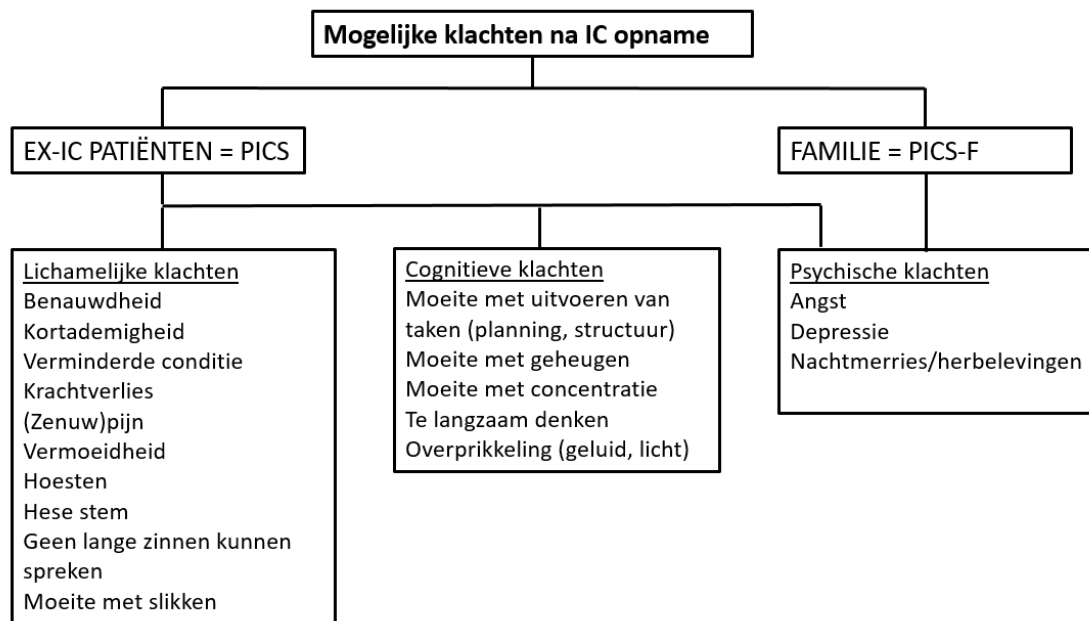 Mogelijke klachten na IC opname
EX-IC PATIËNTEN = PICS
FAMILIE = PICS-F
Lichamelijke klachten
Benauwdheid
Kortademigheid
Verminderde conditie
Krachtverlies
(Zenuw)pijn
Vermoeidheid
Hoesten
Hese stem
Geen lange zinnen kunnen
spreken
Moeite met slikken
Cognitieve klachten
Moeite met uitvoeren van
taken (planning, structuur)
Moeite met geheugen
Moeite met concentratie
Te langzaam denken
Overprikkeling (geluid, licht)
Psychische klachten
Angst
Depressie
Nachtmerries/herbelevingen